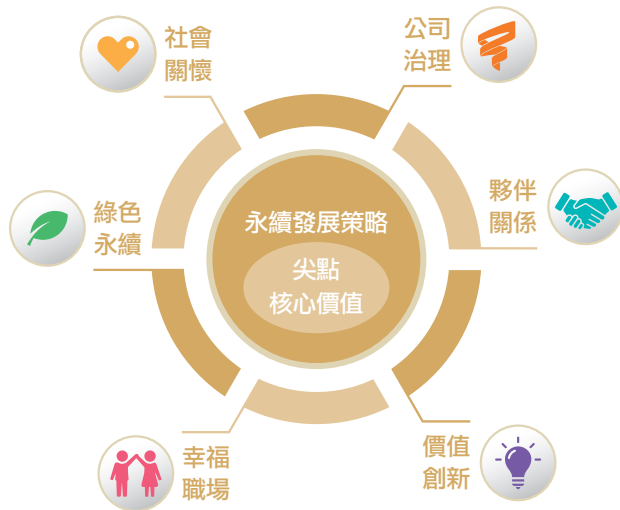 社會
關懷
公司
治理
綠色
永續
夥伴
關係
永續發展策略
尖點
核心價值
幸福
職場
價值
創新